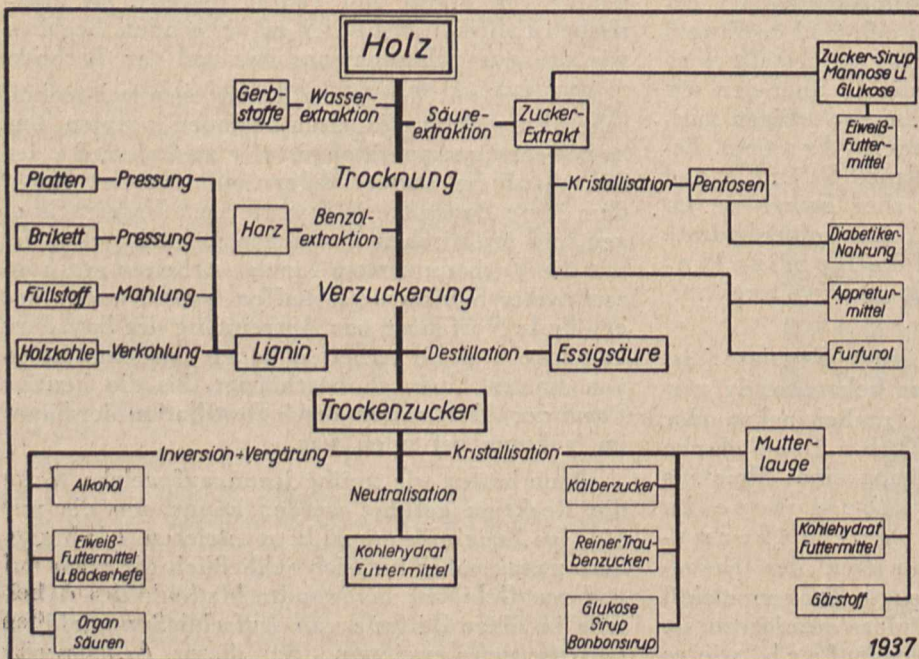 Holz
Gerb-
stoffe
Wasser-
extraktion
Säure-
extraktion
Zucker-
Extrakt
Zucker-Sirup
Mannose u.
Glukose
Eiweiß-
Futter-
mittel
Trocknung
Kristallisation
Pentosen
Platten
Pressung
Harz
Benzol-
extraktion
Diabetiker-
Nahrung
Brikett
Pressung
Verzuckerung
Füllstoff
Mahlung
Appretur-
mittel
Holzkohle
Verkohlung
Lignin
Destillation
Essigsäure
Furfurol
Trockenzucker
Inversion+Vergärung
Kristallisation
Mutter-
lauge
Alkohol
Neutralisation
Kälberzucker
Eiweiß-
Futtermittel
u.Bäckerhefe
Kohlehydrat
Futtermittel
Reiner Trau-
benzucker
Kohlehydrat
Futtermittel
Organ
Säuren
Glukose
Sirup
Bonbonsirup
Gärstoff
1937